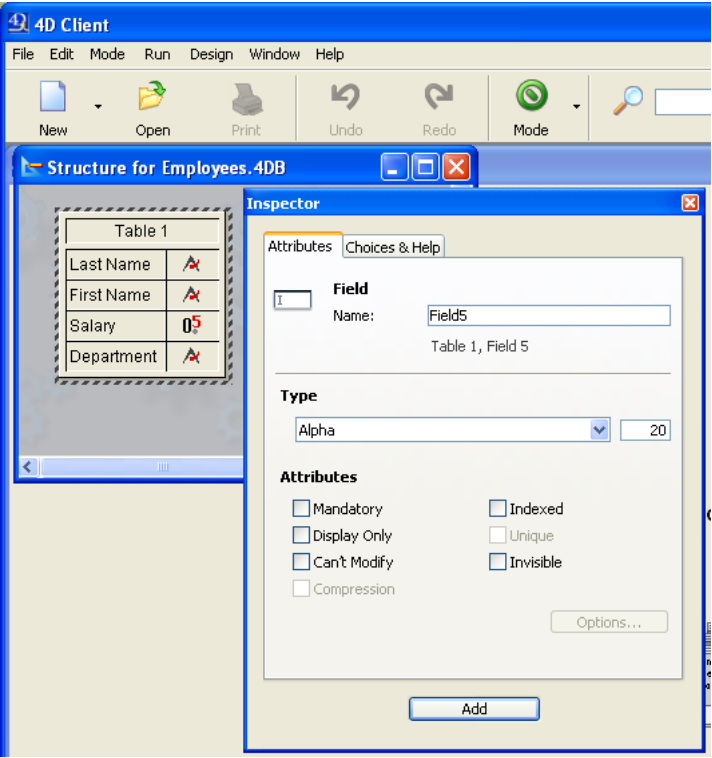 4D Client
File Edit Mode Run Design Window Help
New Open Print Undo Redo Mode
Structure for Employees.4DB
Table 1
Last Name
First Name
Salary 0.5
Department
Inspector
Attributes Choices & Help
Field
Name: Field5
Table 1, Field 5
Type
Alpha 20
Attributes
Mandatory Indexed
Display Only Unique
Can't Modify Invisible
Compression
Options...
Add